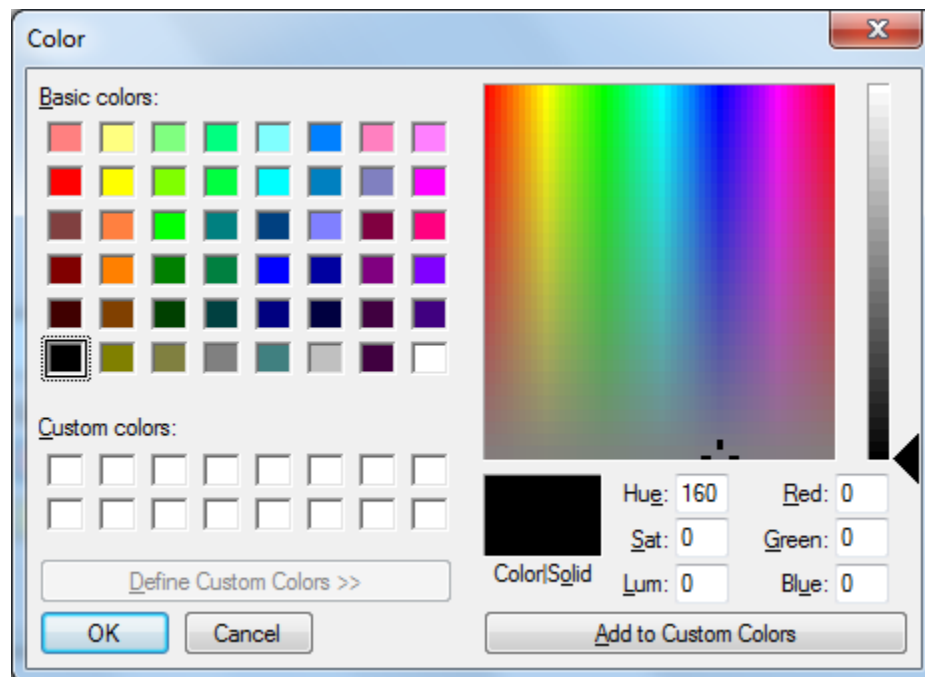 Color
Basic colors:
Custom colors:
Define Custom Colors >>
OK Cancel
Color|Solid
Hue: 160 Red: 0
Sat: 0 Green: 0
Lum: 0 Blue: 0
Add to Custom Colors